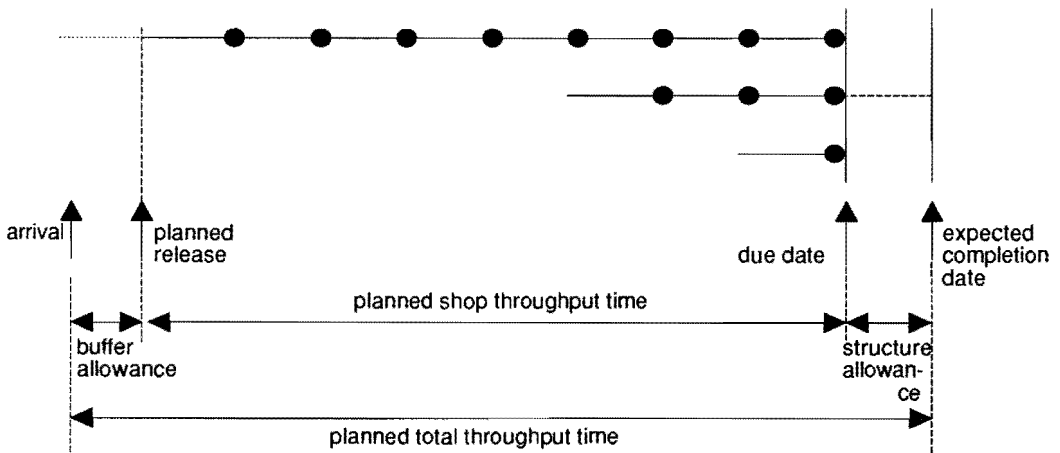 arrival
planned
release
due date
expected
completion
date
planned shop throughput time
buffer
allowance
structure
allowan-
ce
planned total throughput time